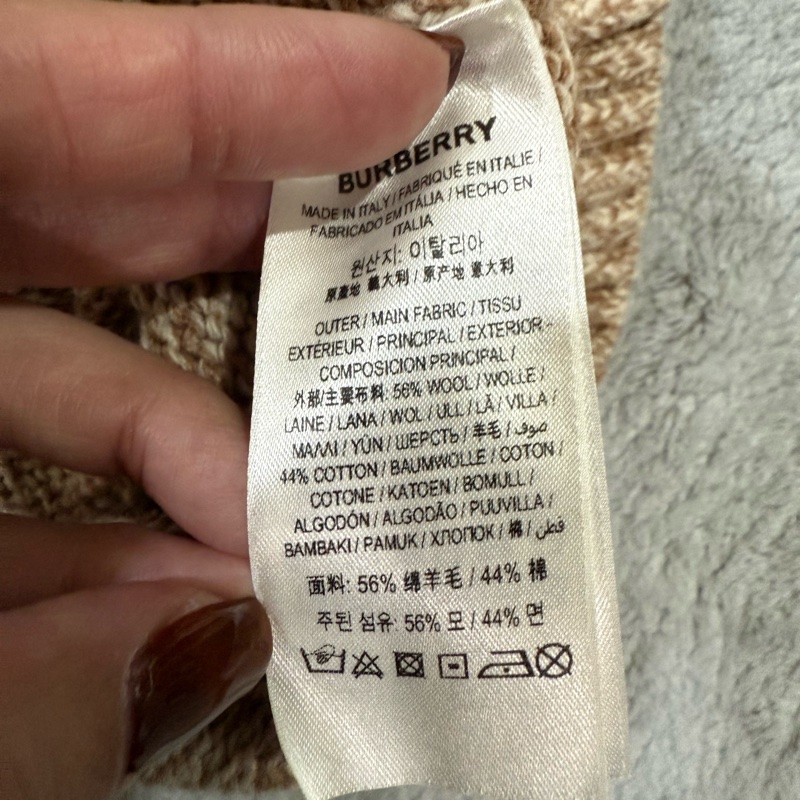 BURBERRY
MADE IN ITALY / FABRIQUÉ EN ITALIE /
FABRICADO EM ITÁLIA / HECHO EN
ITALIA
원산지: 이탈리아
原產地 義大利 / 原产地 意大利
OUTER / MAIN FABRIC / TISSU
EXTÉRIEUR / PRINCIPAL / EXTERIOR -
COMPOSICION PRINCIPAL /
外部/主要布料: 56% WOOL / WOLLE /
LAINE / LANA / WOL / ULL / LÃ / VILLA /
ΜΑΛΛΙ / YÜN / ШЕРСТЬ / 羊毛 / صوف /
44% COTTON / BAUMWOLLE / COTON /
COTONE / KATOEN / BOMULL /
ALGODÓN / ALGODÃO / PUUVILLA /
ΒΑΜΒΑΚΙ / PAMUK / ХЛОПОК / 棉 / قطن /
面料: 56% 绵羊毛 / 44% 棉
주된 섬유: 56% 모 / 44% 면